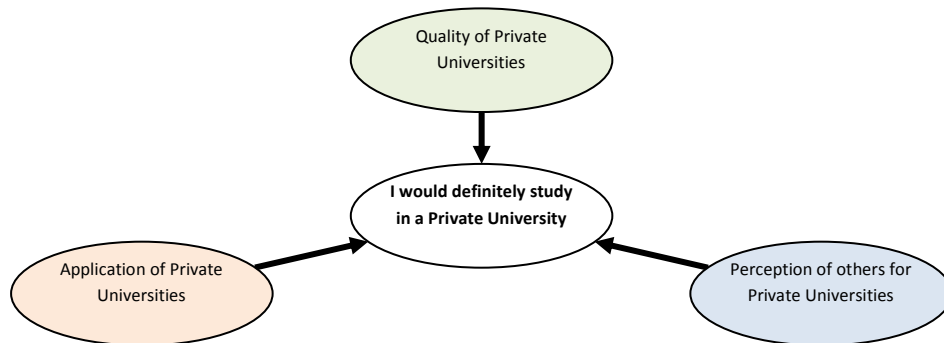 Quality of Private
Universities
I would definitely study
in a Private University
Application of Private
Universities
Perception of others for
Private Universities